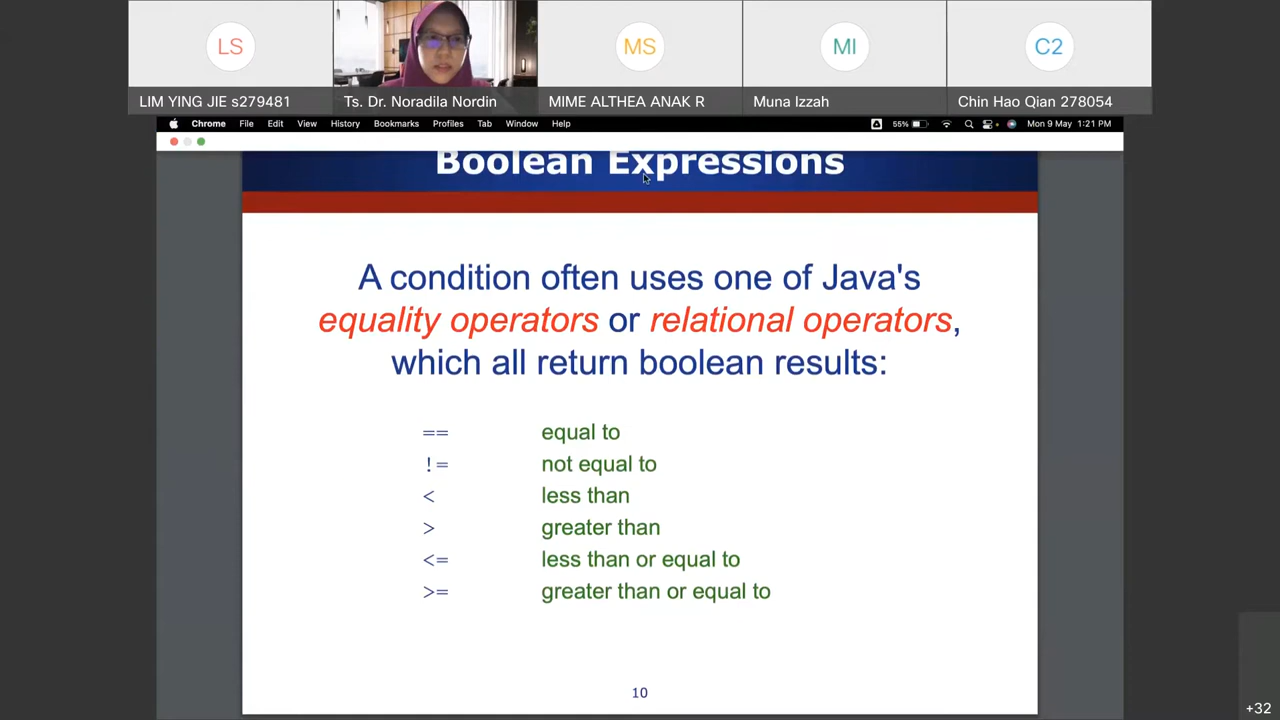 LS
MS
MI
C2
LIM YING JIE s279481
Ts. Dr. Noradila Nordin
MIME ALTHEA ANAK R
Muna Izzah
Chin Hao Qian 278054
Chrome File Edit View History Bookmarks Profiles Tab Window Help 55% Mon 9 May 1:21 PM
Boolean Expressions
A condition often uses one of Java's
equality operators or relational operators,
which all return boolean results:
== equal to
!= not equal to
< less than
> greater than
<= less than or equal to
>= greater than or equal to
10
+32